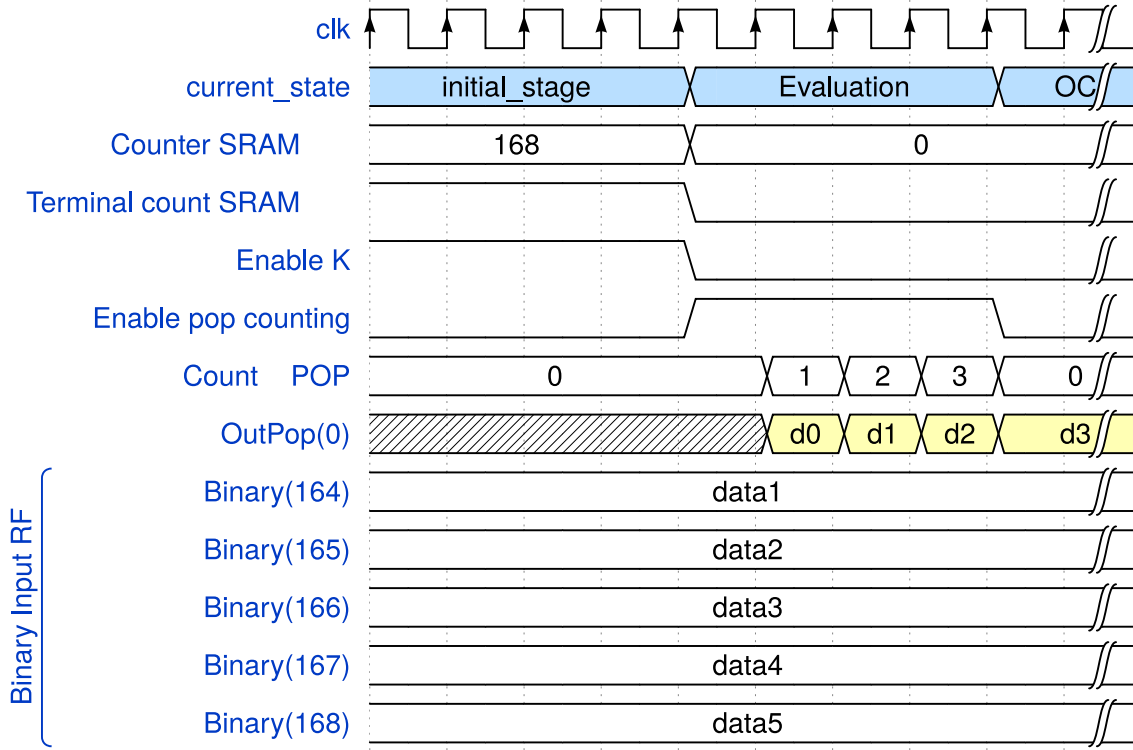 clk
current_state initial_stage Evaluation OC
Counter SRAM 168 0
Terminal count SRAM
Enable K
Enable pop counting
Count POP 0 1 2 3 0
OutPop(0) d0 d1 d2 d3
Binary Input RF
Binary(164) data1
Binary(165) data2
Binary(166) data3
Binary(167) data4
Binary(168) data5